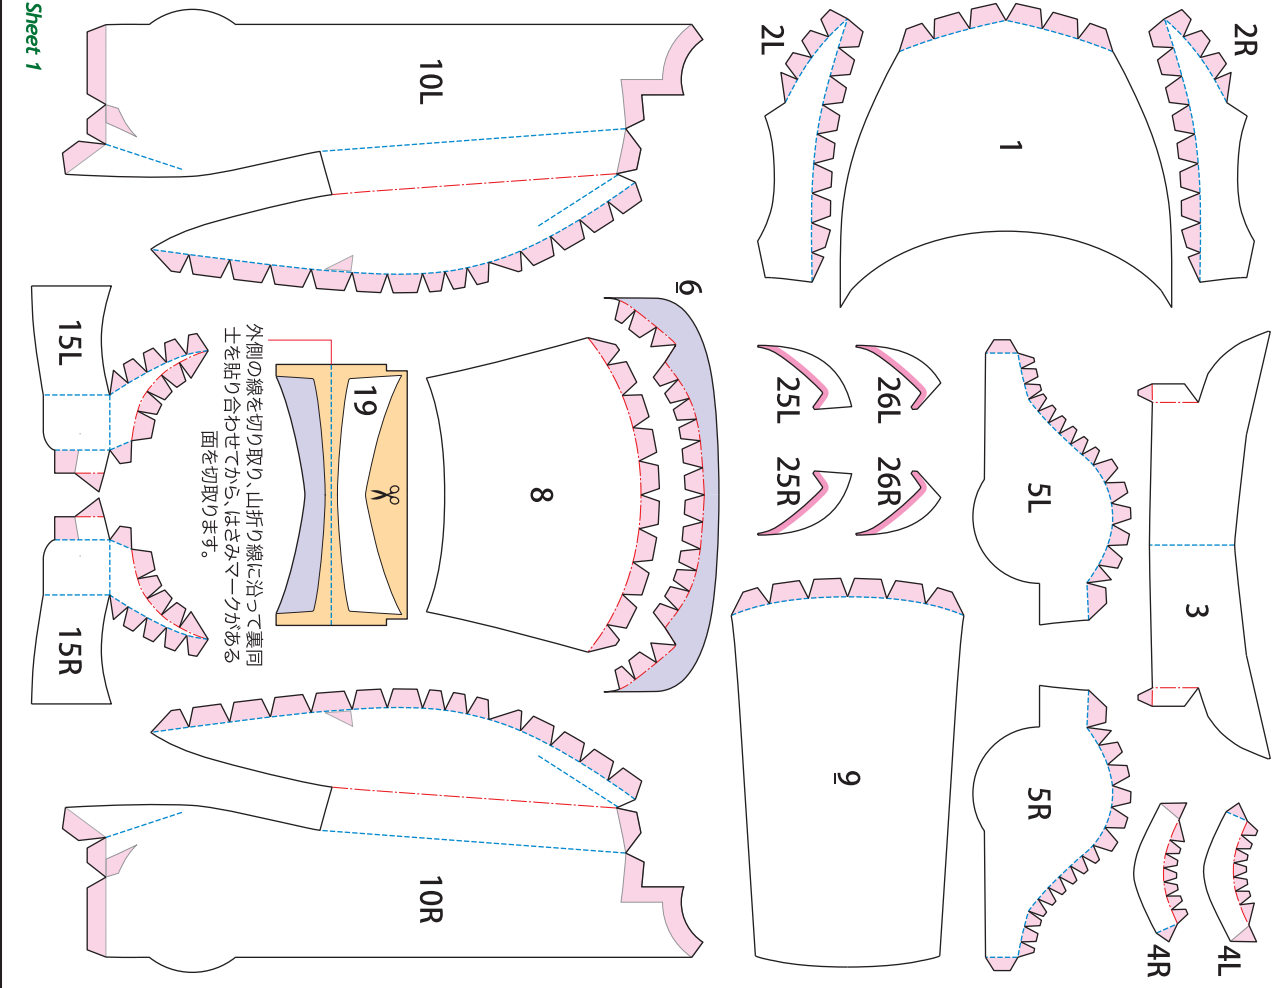 Sheet 1
10L
2L
1
2R
15L
外側の線を切り取り、山折り線に沿って裏同
士を貼り合わせてから、はさみマークがある
面を切取ります。
19
6
8
25L
26L
25R
26R
5L
3
15R
10R
9
5R
4R
4L